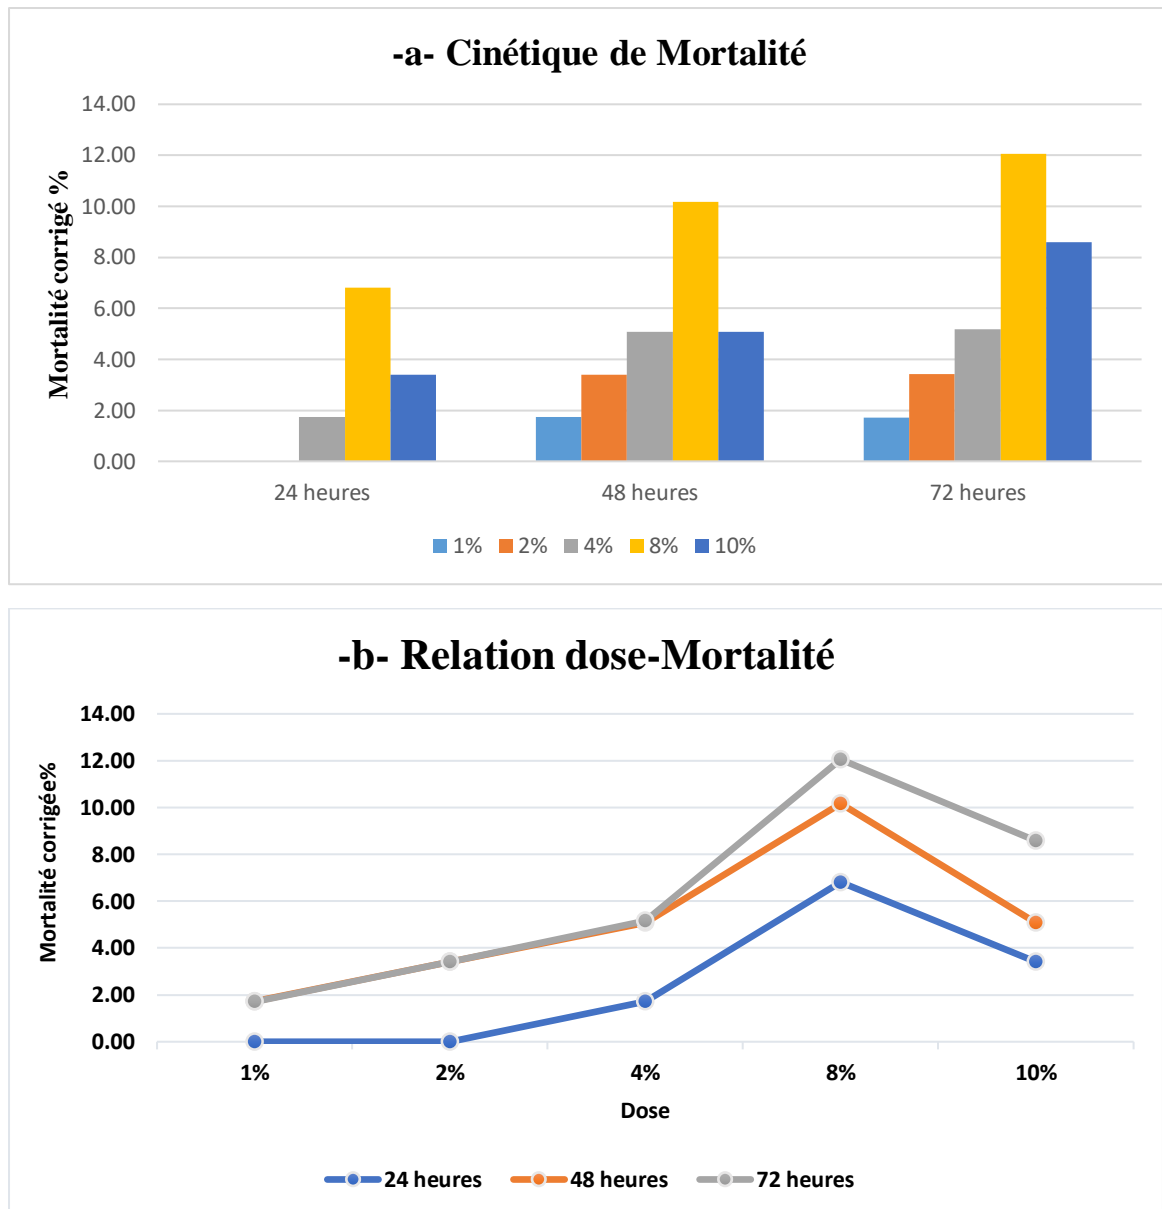 -a- Cinétique de Mortalité
Mortalité corrigé %
14.00
12.00
10.00
8.00
6.00
4.00
2.00
0.00
24 heures 48 heures 72 heures
1% 2% 4% 8% 10%
-b- Relation dose-Mortalité
Mortalité corrigée%
14.00
12.00
10.00
8.00
6.00
4.00
2.00
0.00
1% 2% 4% 8% 10%
Dose
24 heures 48 heures 72 heures